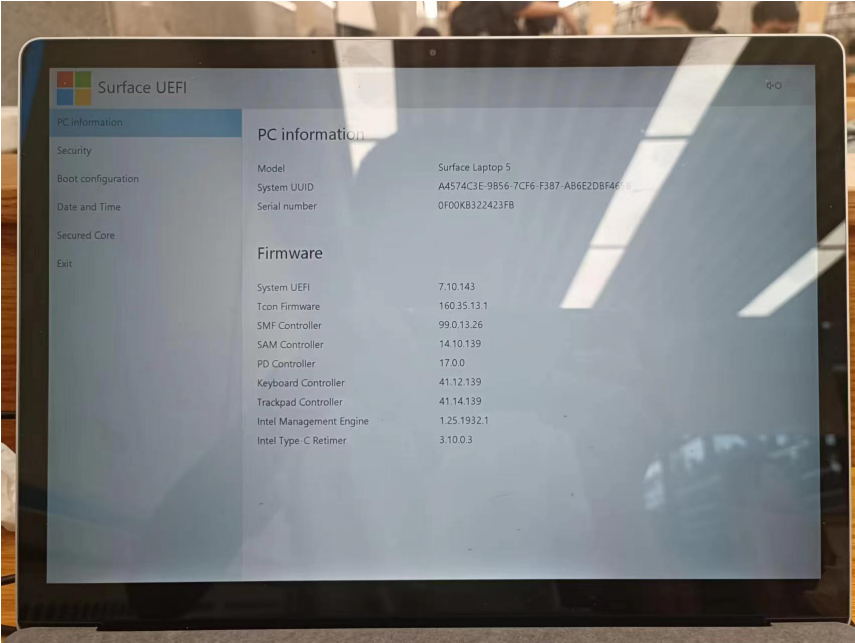 Surface UEFI
PC information
Security
Boot configuration
Date and Time
Secured Core
Exit
PC information
Model Surface Laptop 5
System UUID
Serial number 0F00KB322423FB
Firmware
System UEFI 7.10.143
Tcon Firmware 160.35.13.1
SMF Controller 99.0.13.26
SAM Controller 14.10.139
PD Controller 17.0.0
Keyboard Controller 41.12.139
Trackpad Controller 41.14.139
Intel Management Engine 1.25.1932.1
Intel Type-C Retimer 3.10.0.3